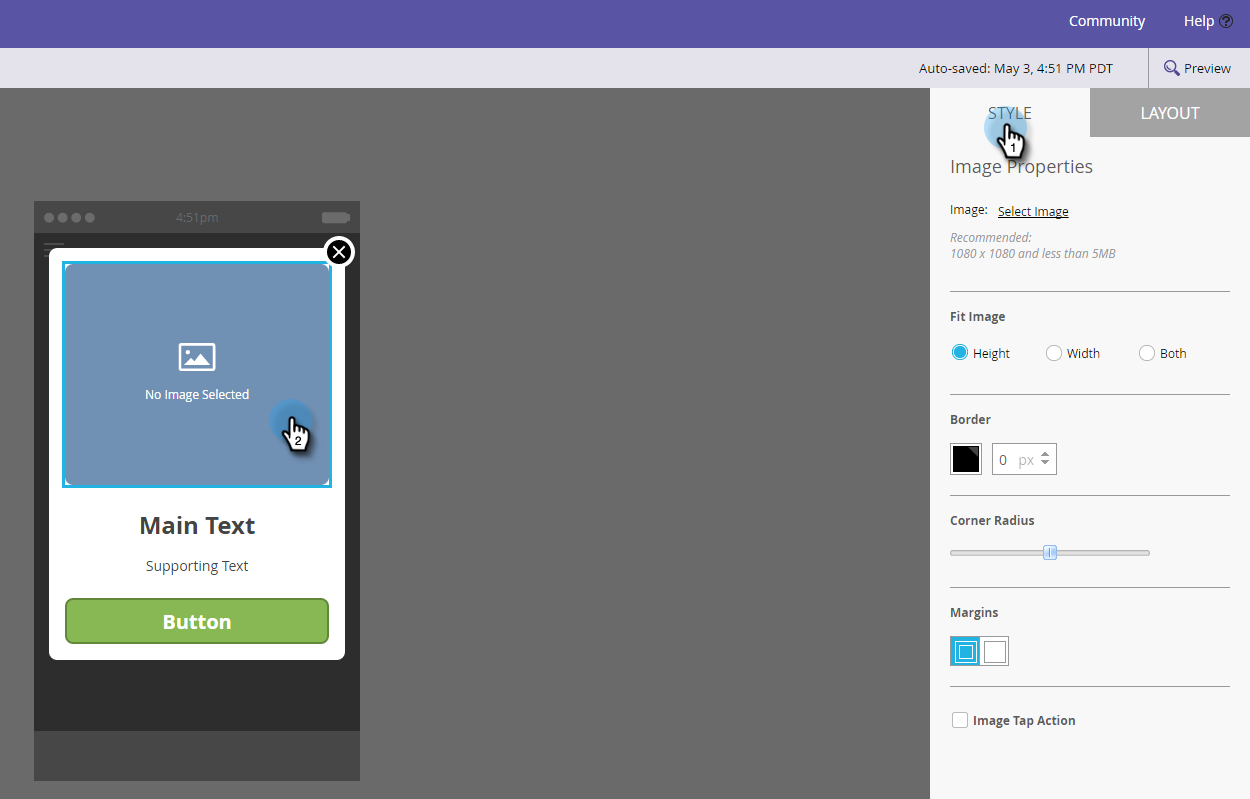 Community
Help ?
Auto-saved: May 3, 4:51 PM PDT
Preview
STYLE
LAYOUT
1
Image Properties
Image: Select Image
Recommended:
1080 x 1080 and less than 5MB
Fit Image
Height
Width
Both
Border
0 px
Corner Radius
Margins
Image Tap Action
4:51pm
No Image Selected
2
Main Text
Supporting Text
Button